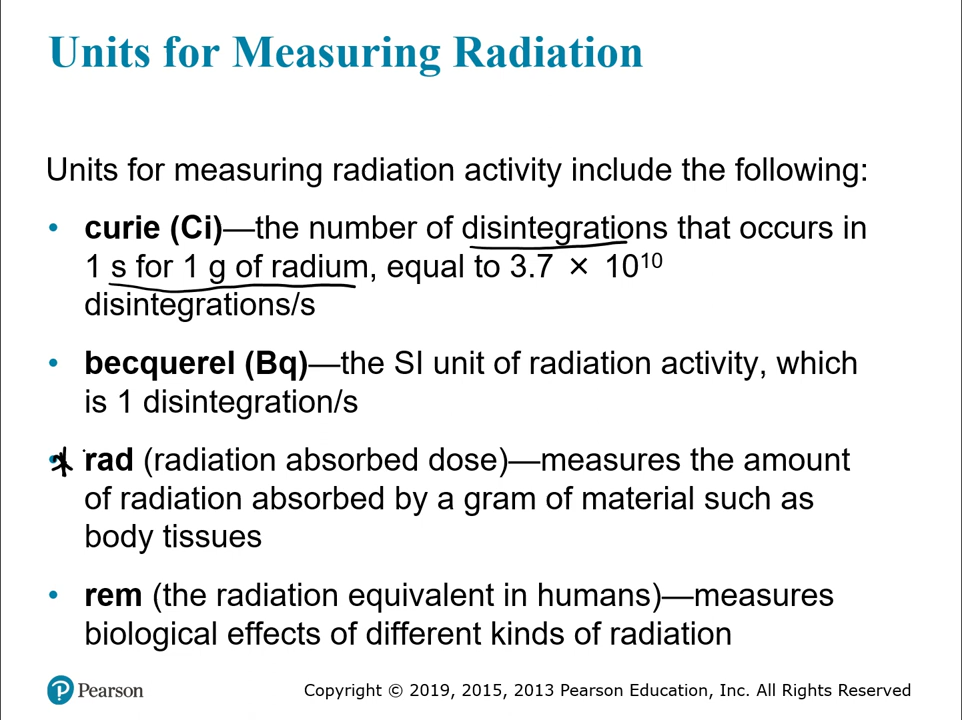 Units for Measuring Radiation
Units for measuring radiation activity include the following:
• curie (Ci)—the number of disintegrations that occurs in
1 s for 1 g of radium, equal to 3.7 × 10¹⁰
disintegrations/s
• becquerel (Bq)—the SI unit of radiation activity, which
is 1 disintegration/s
• rad (radiation absorbed dose)—measures the amount
of radiation absorbed by a gram of material such as
body tissues
• rem (the radiation equivalent in humans)—measures
biological effects of different kinds of radiation
P Pearson
Copyright © 2019, 2015, 2013 Pearson Education, Inc. All Rights Reserved